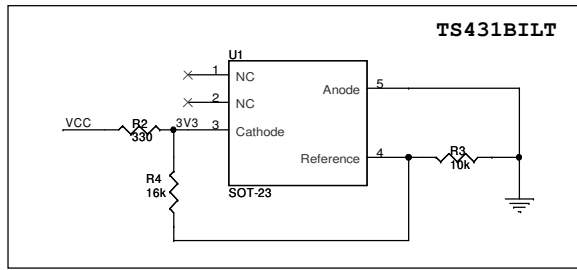 TS431BILT
U1
1 NC
2 NC
Anode 5
VCC R2 330 3V3 3 Cathode
Reference 4
R3
10k
R4
16k
SOT-23